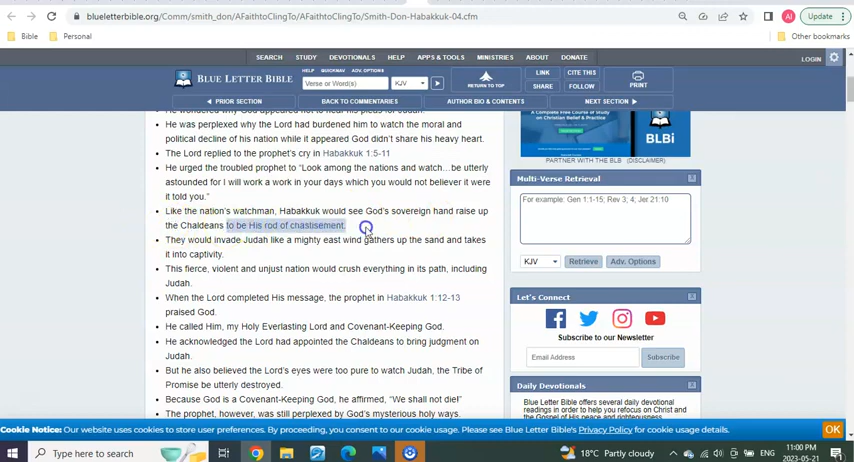 blueletterbible.org/Comm/smith_don/AFaithtoClingTo/AFaithtoClingTo/Smith-Don-Habakkuk-04.cfm
AI
Update
Bible
Personal
Other bookmarks
SEARCH STUDY DEVOTIONALS HELP APPS & TOOLS MINISTRIES ABOUT DONATE
LOGIN
BLUE LETTER BIBLE
HELP QUICKNAV ADV. OPTIONS
Verse or Word(s)
KJV
RETURN TO TOP
LINK
CITE THIS
SHARE
FOLLOW
PRINT
PRIOR SECTION
BACK TO COMMENTARIES
AUTHOR BIO & CONTENTS
NEXT SECTION
He was perplexed why the Lord had burdened him to watch the moral and
political decline of his nation while it appeared God didn't share his heavy heart.
The Lord replied to the prophet's cry in Habakkuk 1:5-11
He urged the troubled prophet to "Look among the nations and watch…be utterly
astounded for I will work a work in your days which you would not believe if it were
it told you."
Like the nation's watchman, Habakkuk would see God's sovereign hand raise up
the Chaldeans to be His rod of chastisement.
They would invade Judah like a mighty east wind gathers up the sand and takes
it into captivity.
This fierce, violent and unjust nation would crush everything in its path, including
Judah.
When the Lord completed His message, the prophet in Habakkuk 1:12-13
praised God.
He called Him, my Holy Everlasting Lord and Covenant-Keeping God.
He acknowledged the Lord had appointed the Chaldeans to bring judgment on
Judah.
But he also believed the Lord's eyes were too pure to watch Judah, the Tribe of
Promise be utterly destroyed.
Because God is a Covenant-Keeping God, he affirmed, "We shall not die!"
The prophet, however, was still perplexed by God's mysterious holy ways.
Online Bible Study & Practice
BLBi
PARTNER WITH THE BLB (DISCLAIMER)
Multi-Verse Retrieval
For example: Gen 1:1-15; Rev 3; 4, Jer 21:10
KJV
Retrieve
Adv. Options
Let's Connect
Subscribe to our Newsletter
Email Address
Subscribe
Daily Devotionals
Blue Letter Bible offers several daily devotional
readings in order to help you refocus on Christ and
the Gospel of His peace and righteousness.
Cookie Notice: Our website uses cookies to store user preferences. By proceeding, you consent to our cookie usage. Please see Blue Letter Bible's Privacy Policy for cookie usage details.
OK
Type here to search
18°C Partly cloudy
ENG
11:00 PM
2023-05-21